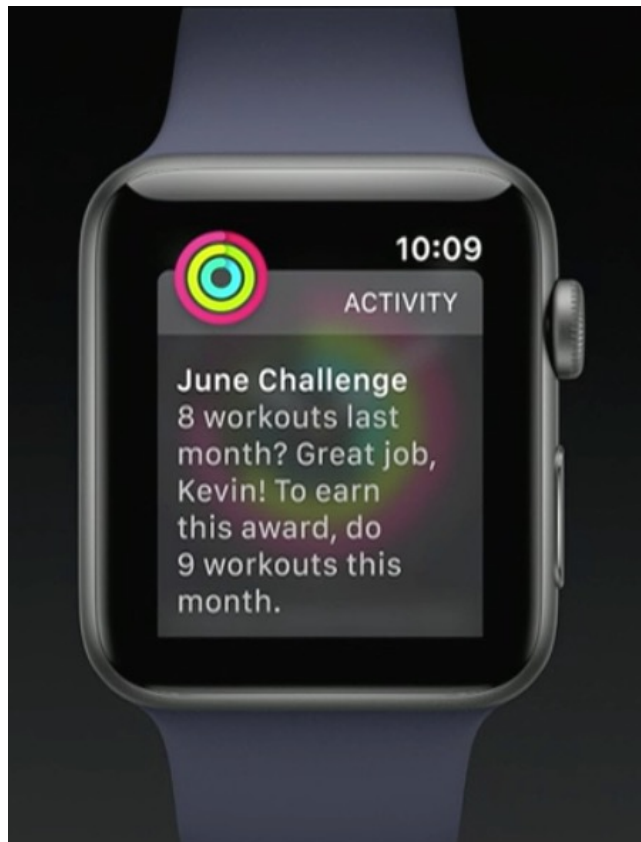 10:09
ACTIVITY
June Challenge
8 workouts last
month? Great job,
Kevin! To earn
this award, do
9 workouts this
month.